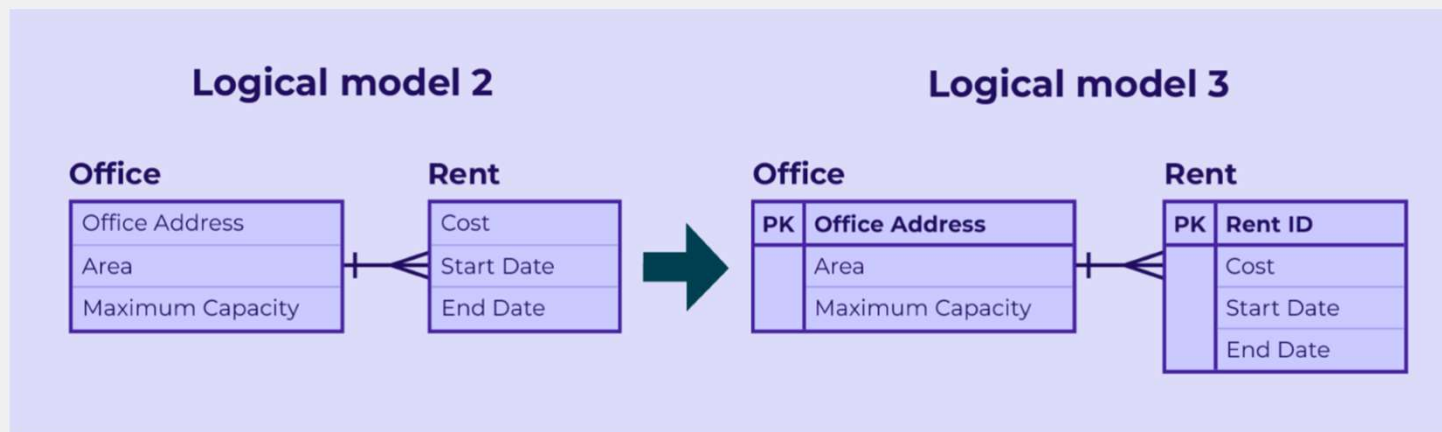 Logical model 2
Office
Office Address
Area
Maximum Capacity
Rent
Cost
Start Date
End Date
Logical model 3
Office
PK Office Address
Area
Maximum Capacity
Rent
PK Rent ID
Cost
Start Date
End Date